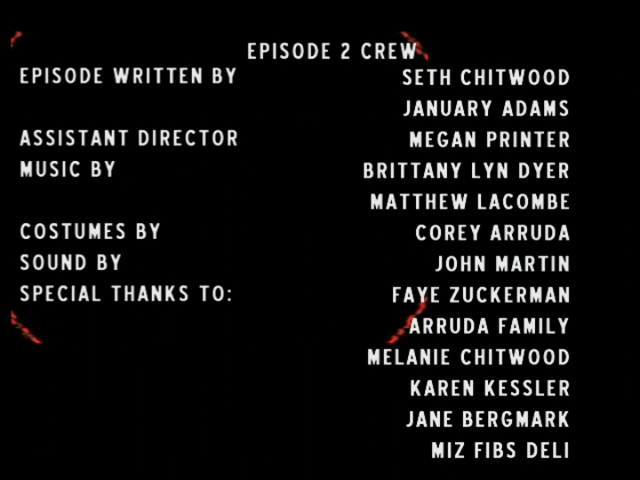 EPISODE 2 CREW
EPISODE WRITTEN BY SETH CHITWOOD
JANUARY ADAMS
ASSISTANT DIRECTOR MEGAN PRINTER
MUSIC BY BRITTANY LYN DYER
MATTHEW LACOMBE
COSTUMES BY COREY ARRUDA
SOUND BY JOHN MARTIN
SPECIAL THANKS TO: FAYE ZUCKERMAN
ARRUDA FAMILY
MELANIE CHITWOOD
KAREN KESSLER
JANE BERGMARK
MIZ FIBS DELI